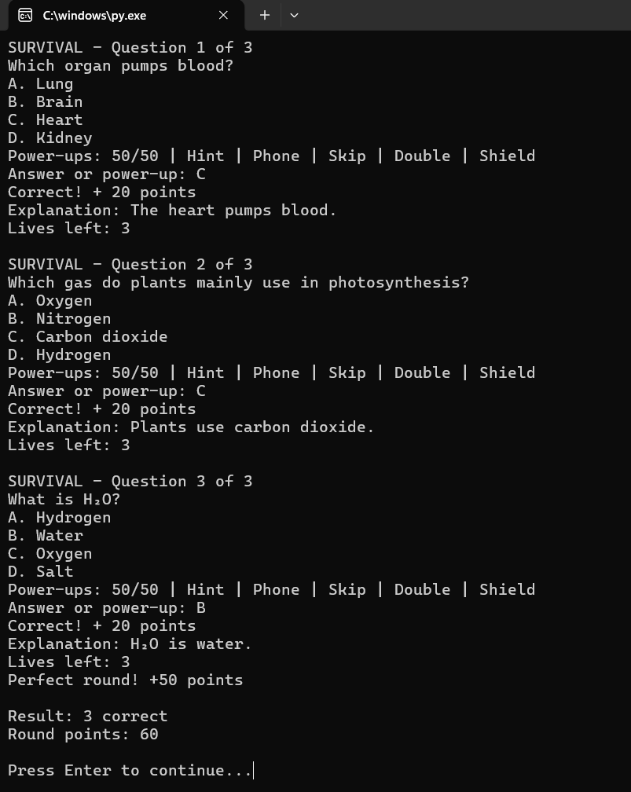 C:\windows\py.exe
SURVIVAL - Question 1 of 3
Which organ pumps blood?
A. Lung
B. Brain
C. Heart
D. Kidney
Power-ups: 50/50 | Hint | Phone | Skip | Double | Shield
Answer or power-up: C
Correct! + 20 points
Explanation: The heart pumps blood.
Lives left: 3

SURVIVAL - Question 2 of 3
Which gas do plants mainly use in photosynthesis?
A. Oxygen
B. Nitrogen
C. Carbon dioxide
D. Hydrogen
Power-ups: 50/50 | Hint | Phone | Skip | Double | Shield
Answer or power-up: C
Correct! + 20 points
Explanation: Plants use carbon dioxide.
Lives left: 3

SURVIVAL - Question 3 of 3
What is H₂O?
A. Hydrogen
B. Water
C. Oxygen
D. Salt
Power-ups: 50/50 | Hint | Phone | Skip | Double | Shield
Answer or power-up: B
Correct! + 20 points
Explanation: H₂O is water.
Lives left: 3
Perfect round! +50 points

Result: 3 correct
Round points: 60

Press Enter to continue...